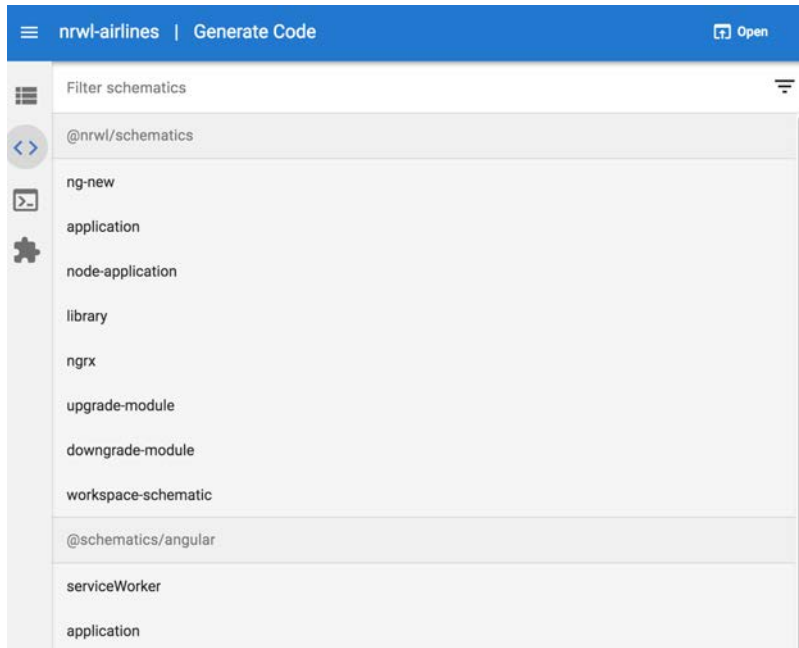 nrwl-airlines | Generate Code
Open
Filter schematics
@nrwl/schematics
ng-new
application
node-application
library
ngrx
upgrade-module
downgrade-module
workspace-schematic
@schematics/angular
serviceWorker
application